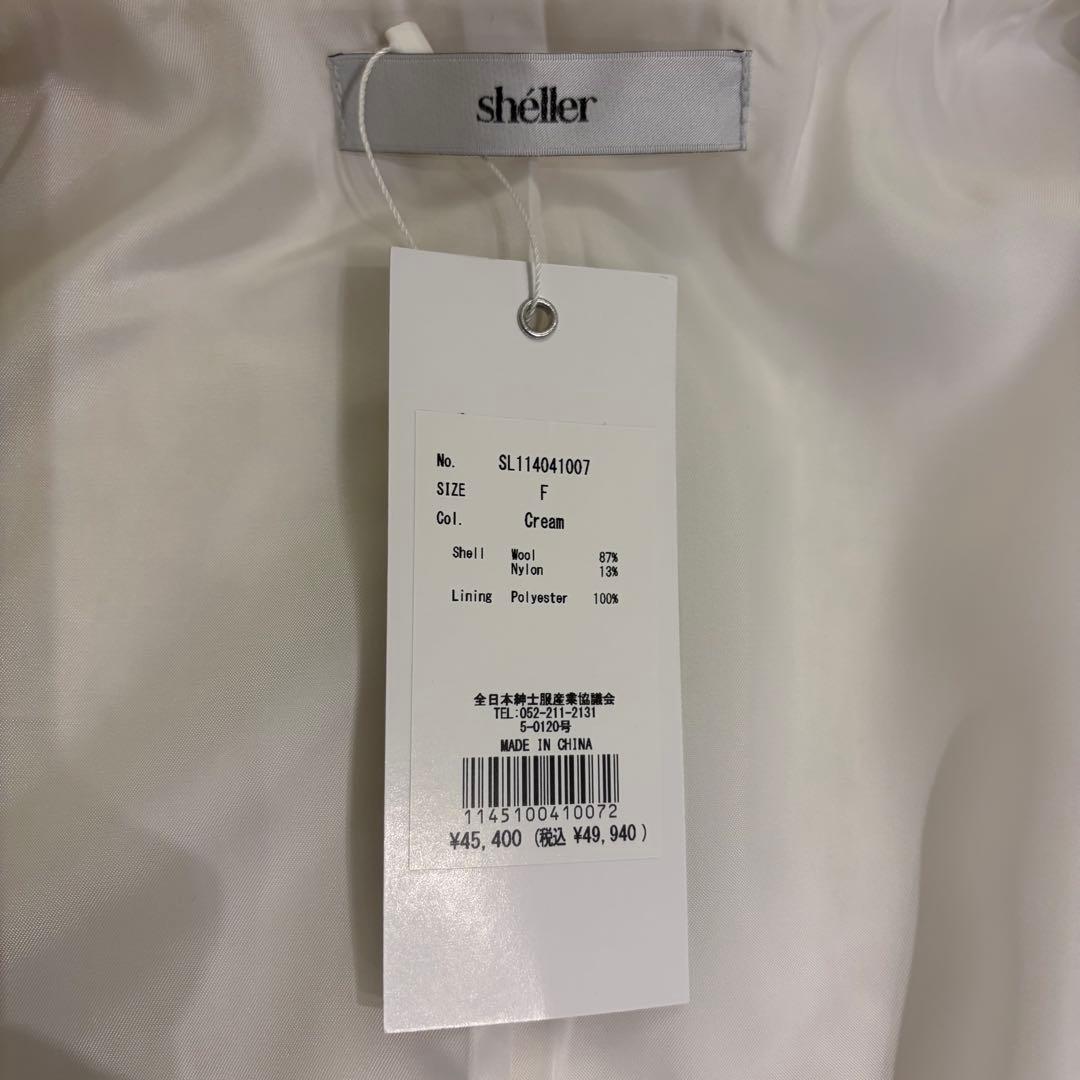 shéller
No. SL114041007
SIZE F
Col. Cream
Shell Wool 87%
Nylon 13%
Lining Polyester 100%
全日本紳士服産業協議会
TEL:052-211-2131
5-0120号
MADE IN CHINA
1145100410072
¥45,400 (税込 ¥49,940)